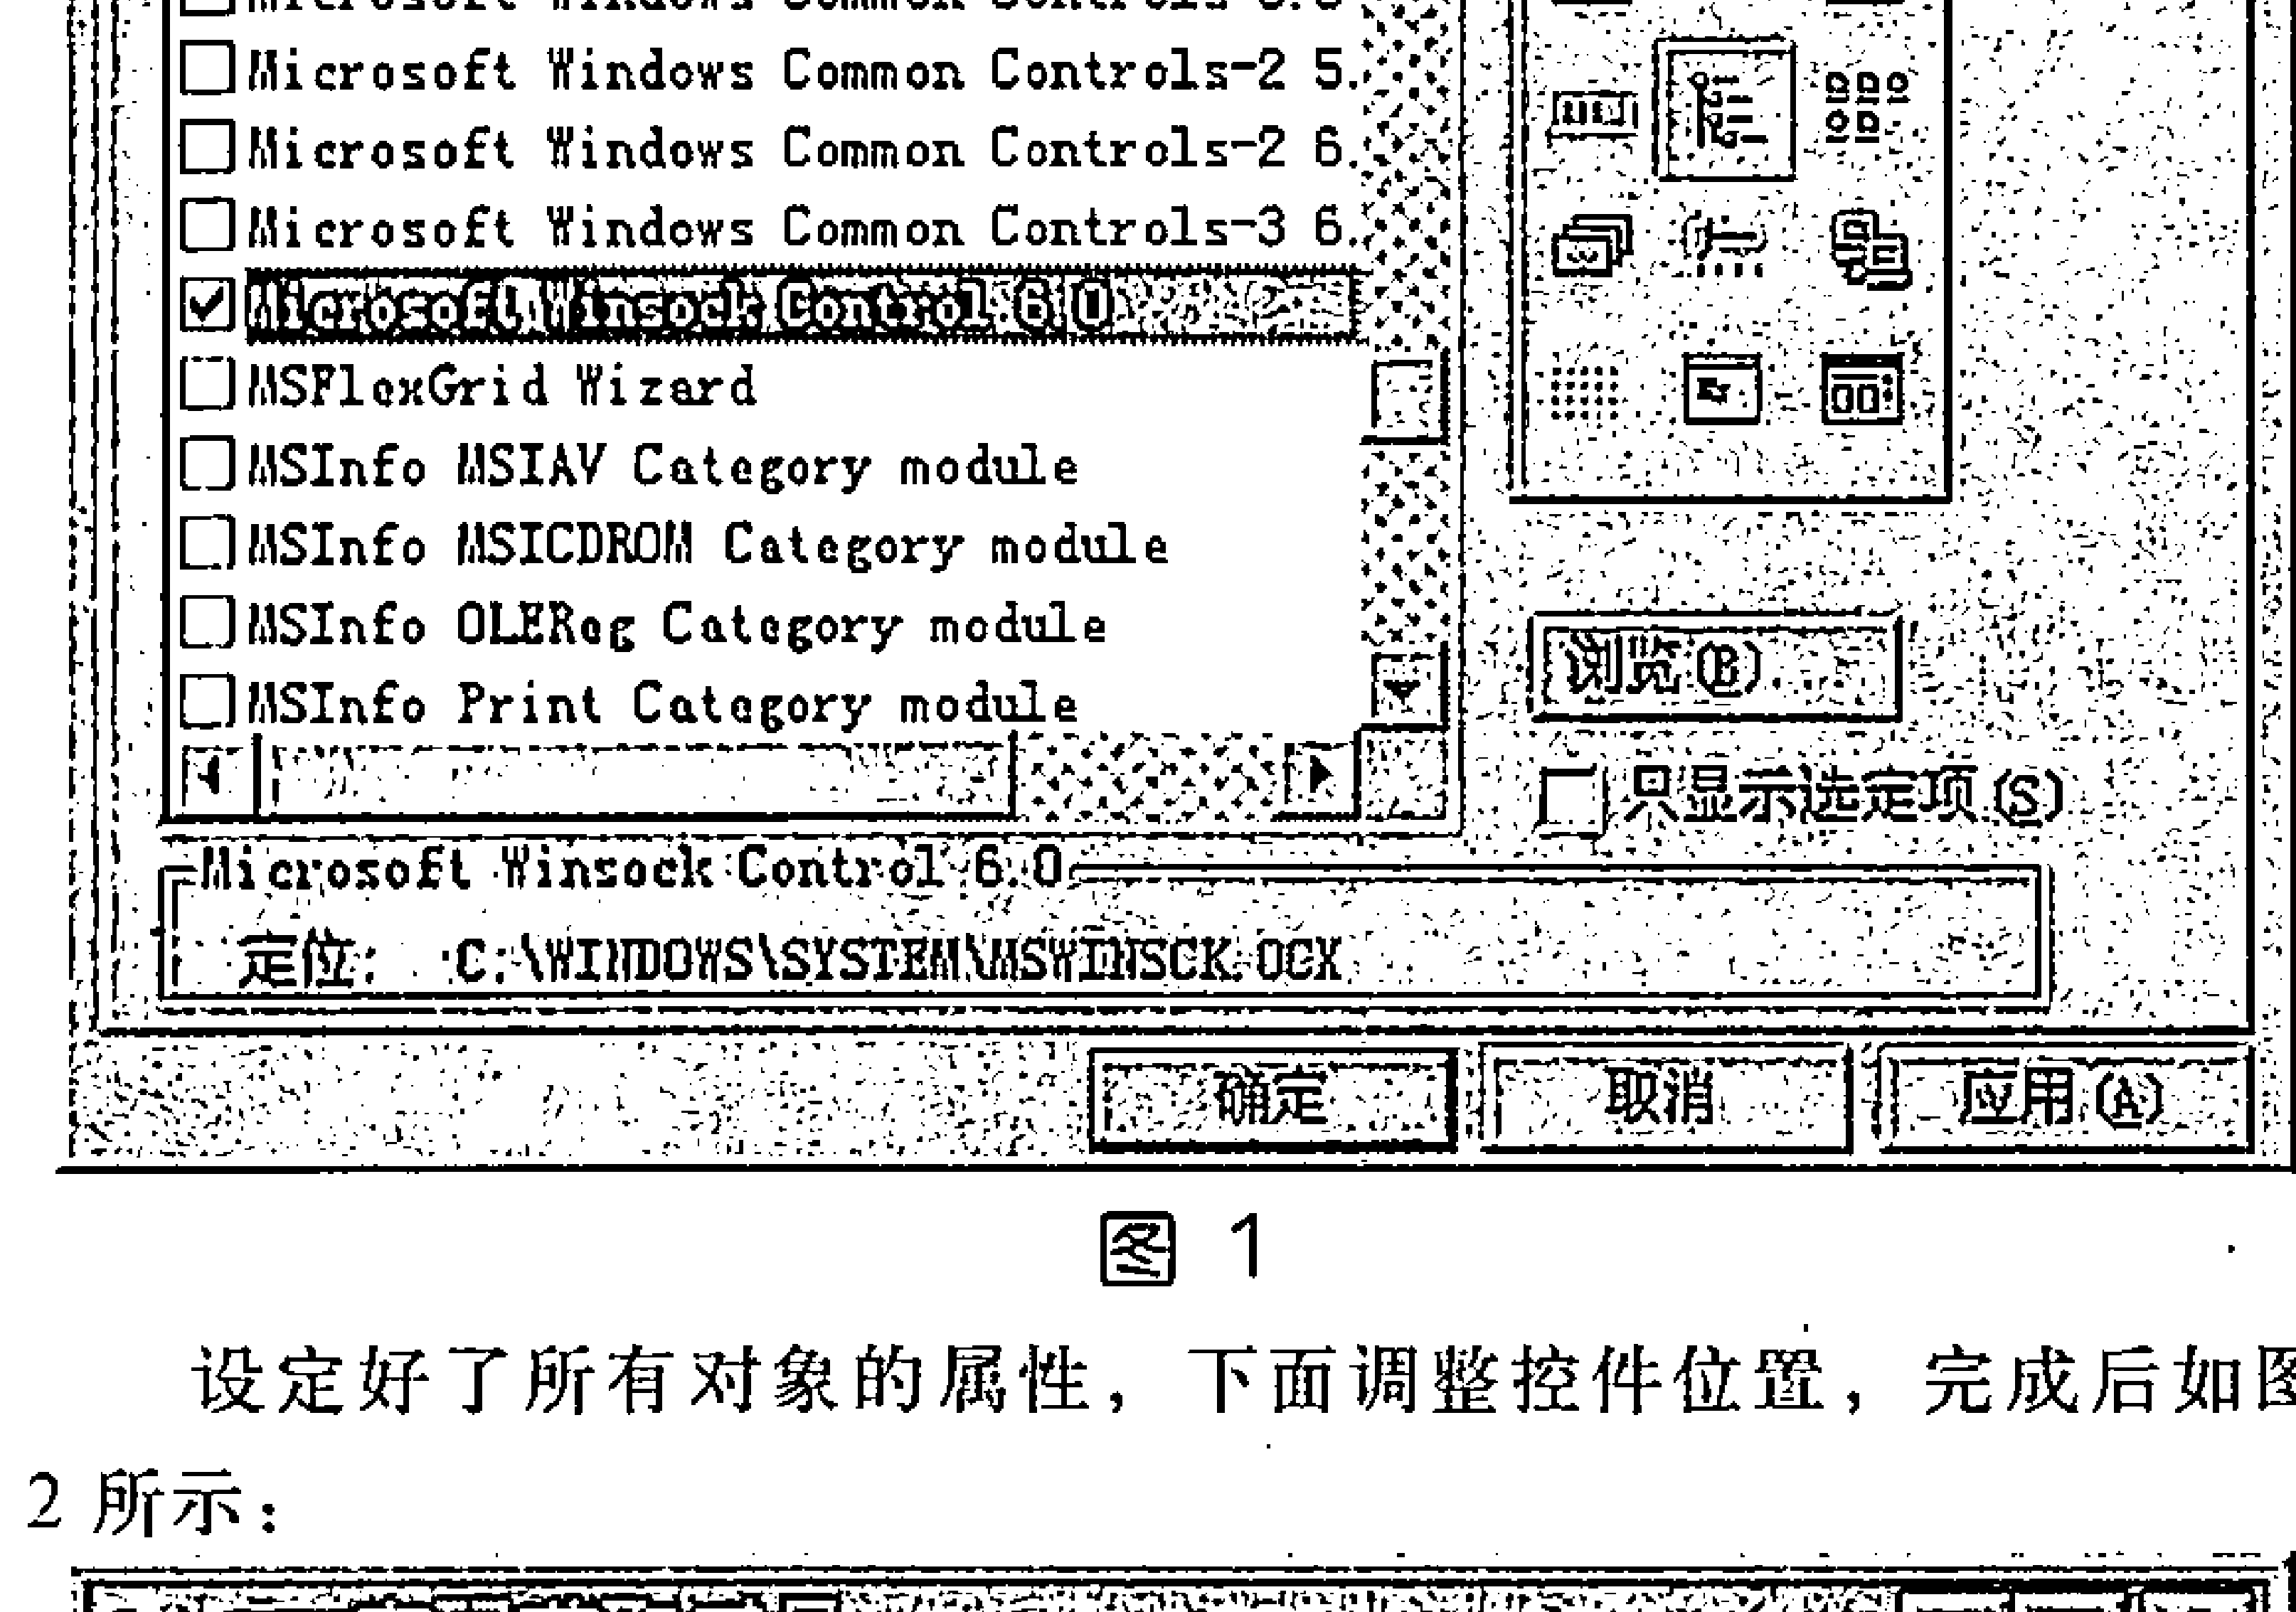 Microsoft Windows Common Controls-2 5.
Microsoft Windows Common Controls-2 6.
Microsoft Windows Common Controls-3 6.
Microsoft Winsock Control 6.0
MSFlexGrid Wizard
MSInfo MSIAV Category module
MSInfo MSICDROM Category module
MSInfo OLEReg Category module
MSInfo Print Category module
浏览(B)
只显示选定项(S)
Microsoft Winsock Control 6.0
定位: C:\WINDOWS\SYSTEM\MSWINSCK.OCX
确定 取消 应用(A)
图 1
设定好了所有对象的属性，下面调整控件位置，完成后如图
2 所示：